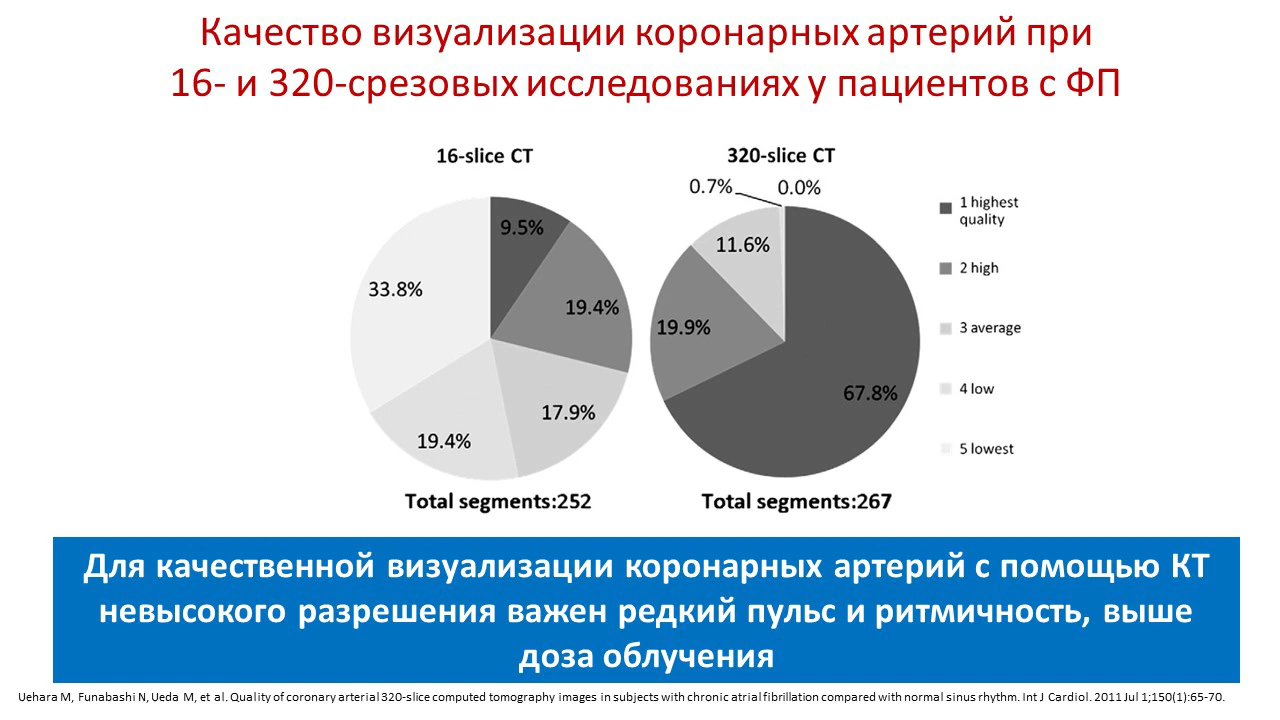 Качество визуализации коронарных артерий при
16- и 320-срезовых исследованиях у пациентов с ФП
16-slice CT
9.5%
19.4%
17.9%
19.4%
33.8%
Total segments:252
320-slice CT
0.7%
0.0%
11.6%
19.9%
67.8%
Total segments:267
1 highest
quality
2 high
3 average
4 low
5 lowest
Для качественной визуализации коронарных артерий с помощью КТ
невысокого разрешения важен редкий пульс и ритмичность, выше
доза облучения
Uehara M, Funabashi N, Ueda M, et al. Quality of coronary arterial 320-slice computed tomography images in subjects with chronic atrial fibrillation compared with normal sinus rhythm. Int J Cardiol. 2011 Jul 1;150(1):65-70.